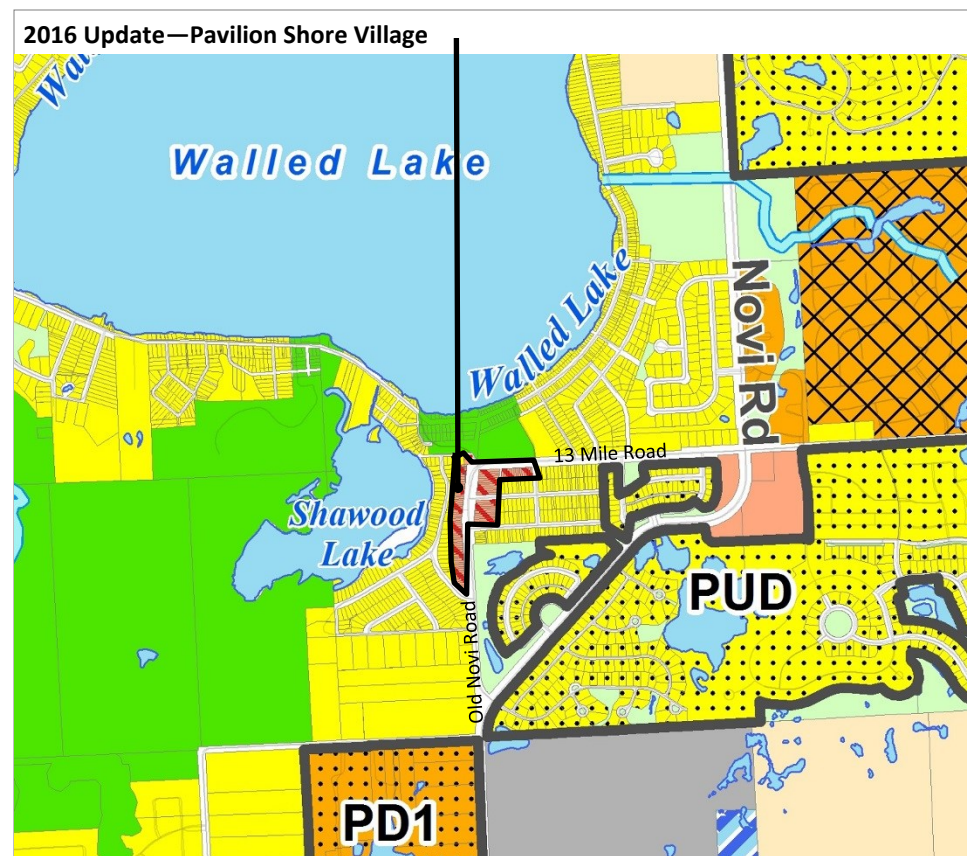 2016 Update—Pavilion Shore Village
Wal
Walled Lake
Walled Lake
Novi Rd
13 Mile Road
Shawood
Lake
PUD
Old Novi Road
PD1